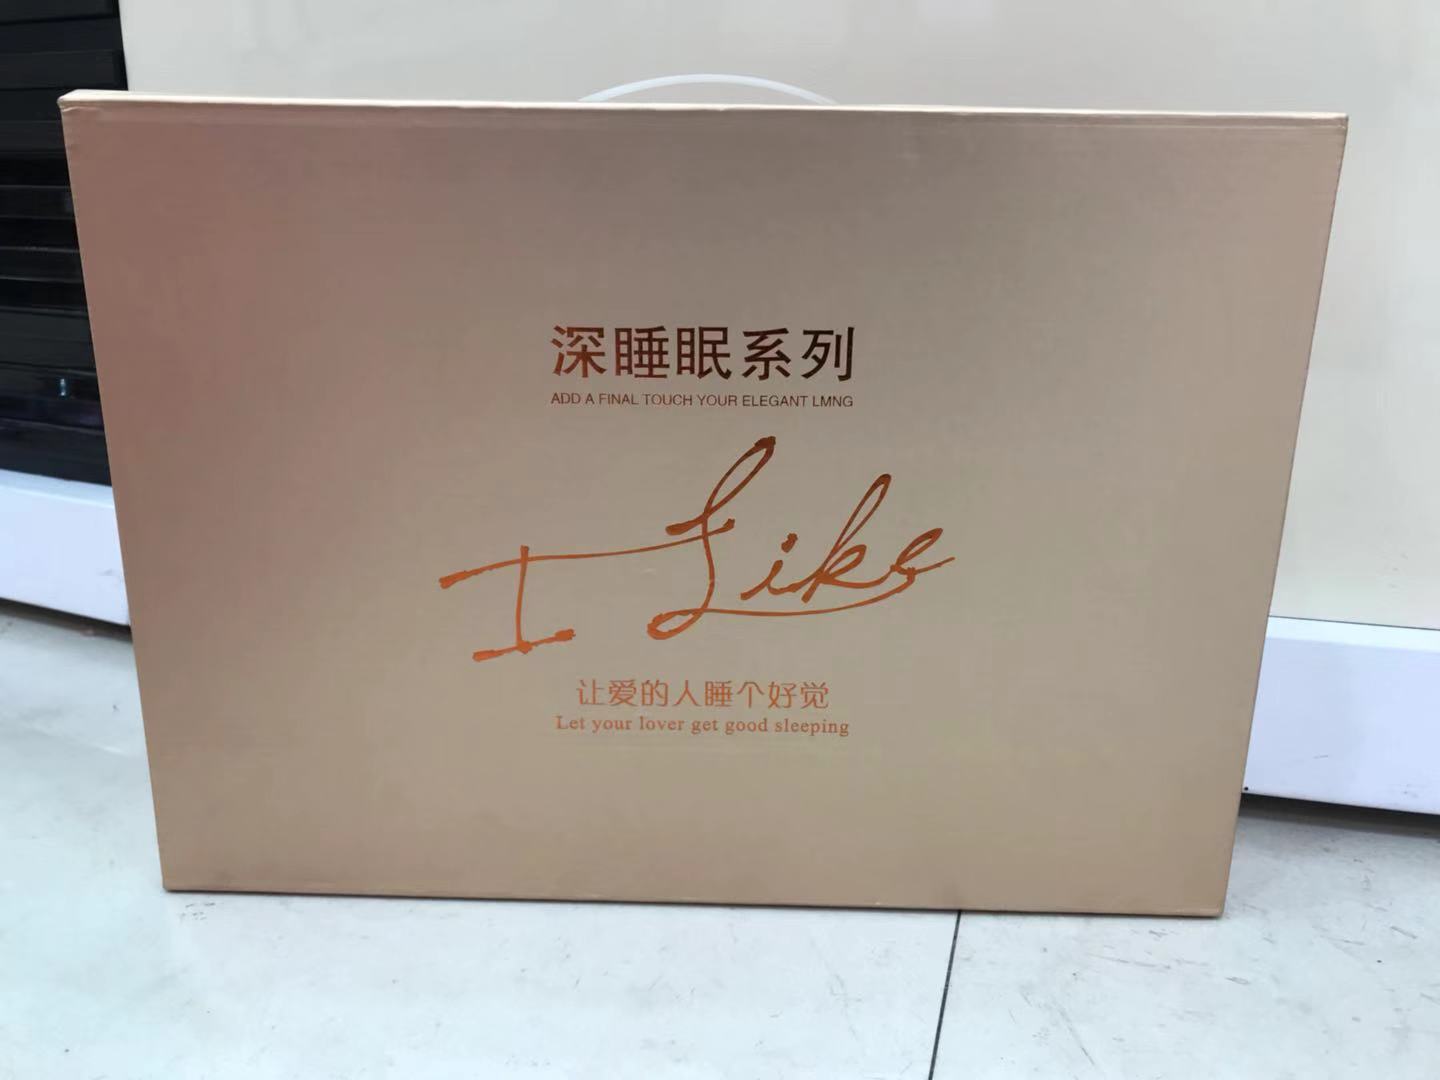 深睡眠系列
ADD A FINAL TOUCH YOUR ELEGANT LMNG
I Like
让爱的人睡个好觉
Let your lover get good sleeping